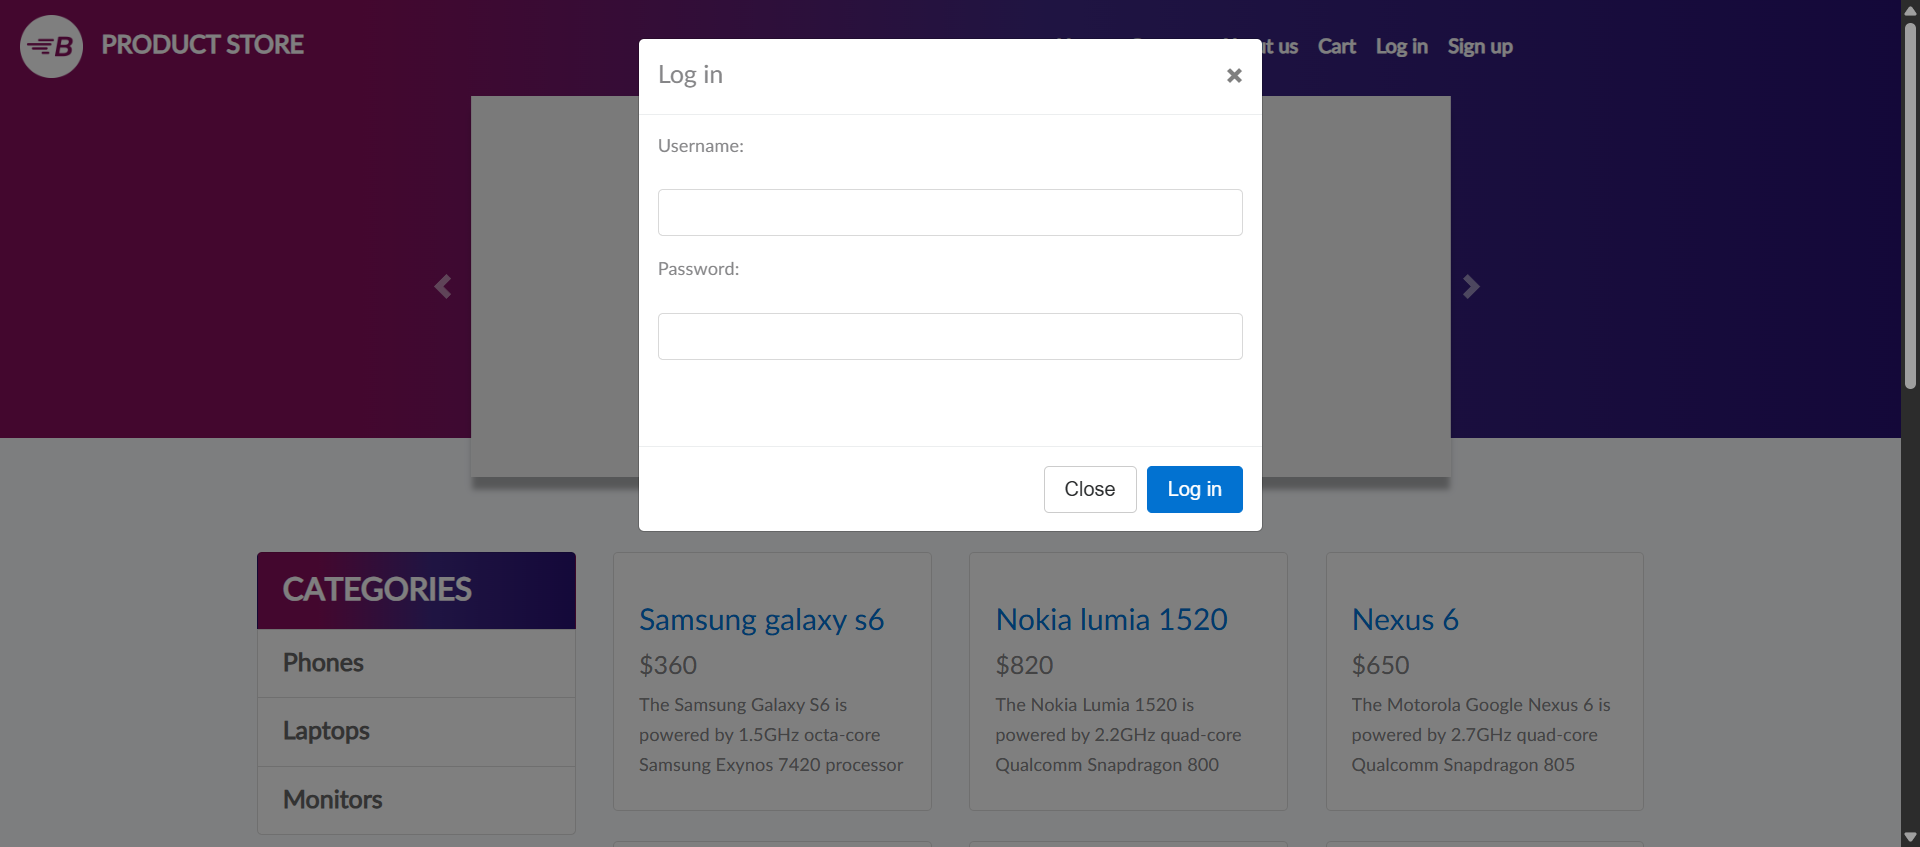 B PRODUCT STORE
t us Cart Log in Sign up
Log in
Username:
Password:
Close Log in
CATEGORIES
Phones
Laptops
Monitors
Samsung galaxy s6
$360
The Samsung Galaxy S6 is
powered by 1.5GHz octa-core
Samsung Exynos 7420 processor
Nokia lumia 1520
$820
The Nokia Lumia 1520 is
powered by 2.2GHz quad-core
Qualcomm Snapdragon 800
Nexus 6
$650
The Motorola Google Nexus 6 is
powered by 2.7GHz quad-core
Qualcomm Snapdragon 805